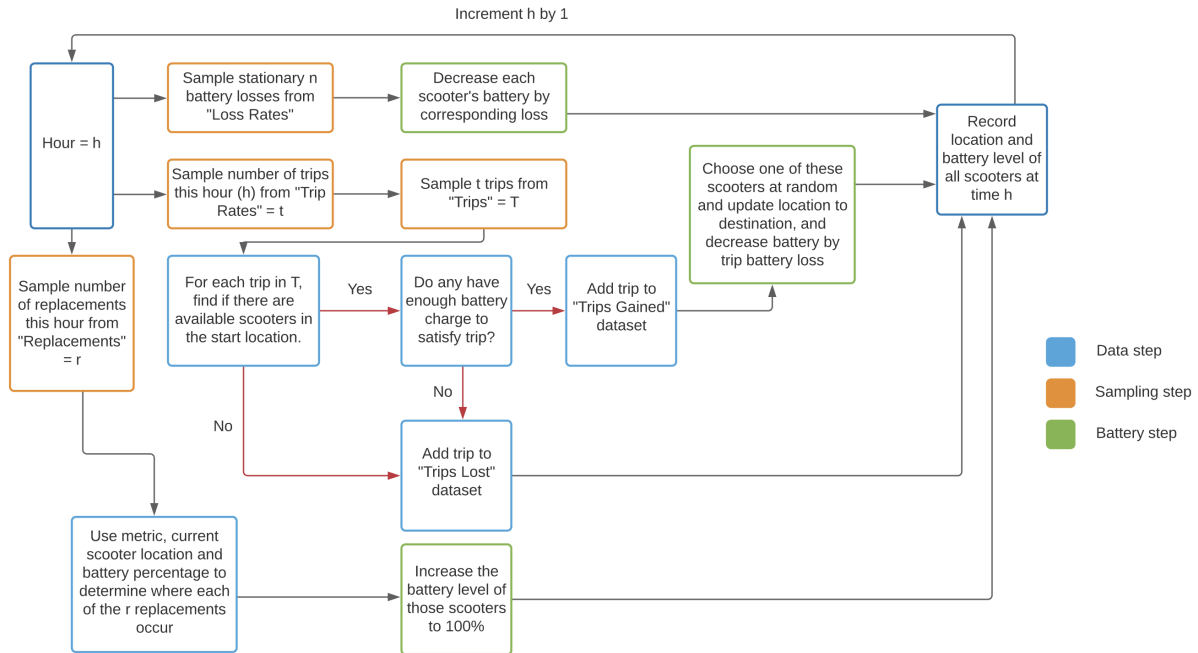 Increment h by 1
Hour = h
Sample stationary n
battery losses from
"Loss Rates"
Decrease each
scooter's battery by
corresponding loss
Record
location and
battery level of
all scooters at
time h
Sample number of trips
this hour (h) from "Trip
Rates" = t
Sample t trips from
"Trips" = T
Choose one of these
scooters at random
and update location to
destination, and
decrease battery by
trip battery loss
Sample number
of replacements
this hour from
"Replacements"
= r
For each trip in T,
find if there are
available scooters in
the start location.
Yes
Do any have
enough battery
charge to
satisfy trip?
Yes
Add trip to
"Trips Gained"
dataset
No
No
Add trip to
"Trips Lost"
dataset
Use metric, current
scooter location and
battery percentage to
determine where each
of the r replacements
occur
Increase the
battery level of
those scooters
to 100%
Data step
Sampling step
Battery step